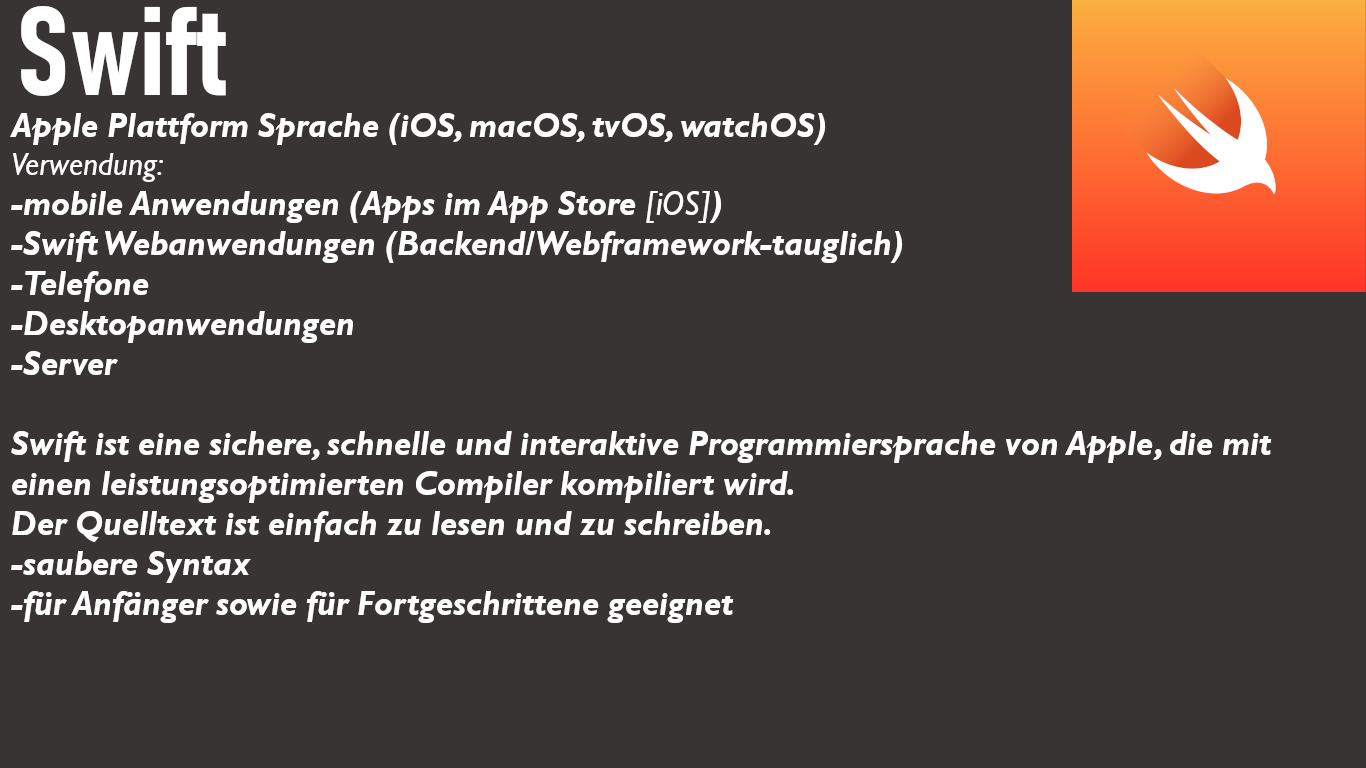 Swift
Apple Plattform Sprache (iOS, macOS, tvOS, watchOS)
Verwendung:
-mobile Anwendungen (Apps im App Store [iOS])
-Swift Webanwendungen (Backend/Webframework-tauglich)
-Telefone
-Desktopanwendungen
-Server
Swift ist eine sichere, schnelle und interaktive Programmiersprache von Apple, die mit
einen leistungsoptimierten Compiler kompiliert wird.
Der Quelltext ist einfach zu lesen und zu schreiben.
-saubere Syntax
-für Anfänger sowie für Fortgeschrittene geeignet